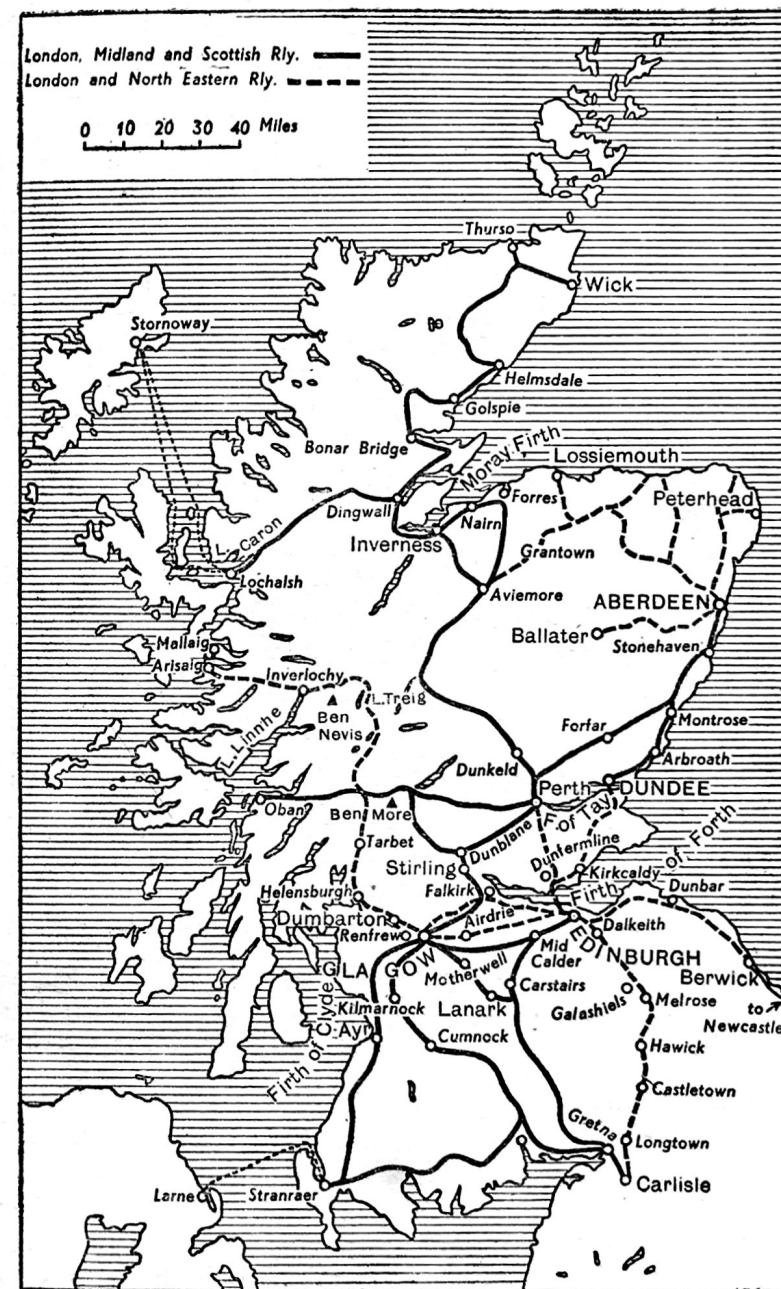 London, Midland and Scottish Rly.
London and North Eastern Rly.
0 10 20 30 40 Miles
Thurso
Wick
Stornoway
Helmsdale
Golspie
Bonar Bridge
Moray Firth
Lossiemouth
Forres
Peterhead
Dingwall
Nairn
L. Caron
Inverness
Grantown
Lochalsh
Aviemore
ABERDEEN
Ballater
Stonehaven
Mallaig
Arisaig
Inverlochy
L.Treig
Ben
Nevis
L.Linnhe
Montrose
Forfar
Arbroath
Dunkeld
Perth
DUNDEE
F. of Tay
Oban
Ben More
Tarbet
Dunblane
Stirling
Dunfermline
Kirkcaldy
Firth of Forth
Dunbar
Helensburgh
Falkirk
Dumbarton
Airdrie
Renfrew
Dalkeith
EDINBURGH
GLA GOW
Mid
Calder
Motherwell
Berwick
Carstairs
to
Newcastle
Kilmarnock
Lanark
Galashiels
Melrose
Firth of Clyde
Ayr
Cumnock
Hawick
Castletown
Gretna
Longtown
Carlisle
Larne
Stranraer